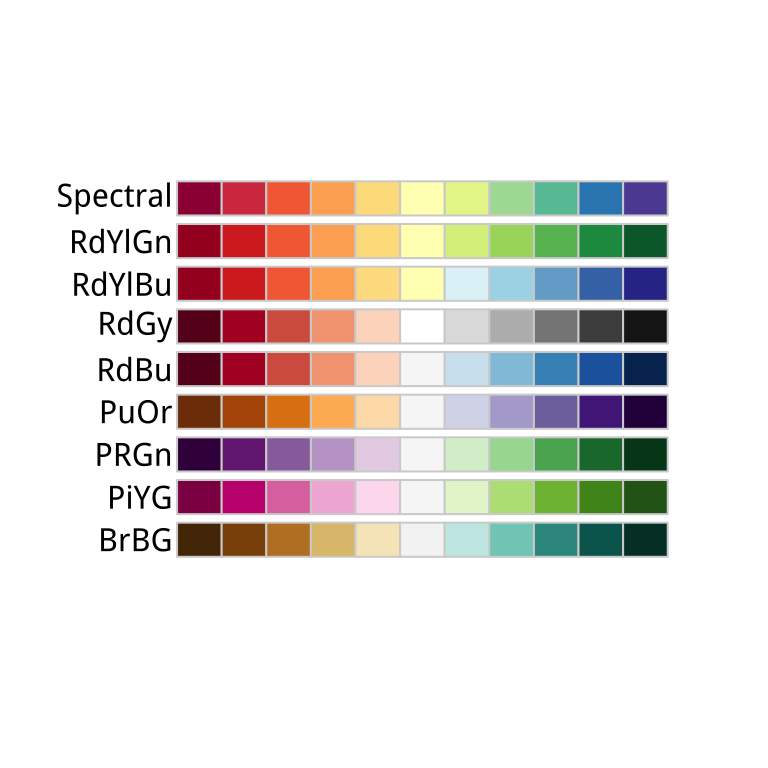 Spectral
RdYlGn
RdYlBu
RdGy
RdBu
PuOr
PRGn
PiYG
BrBG